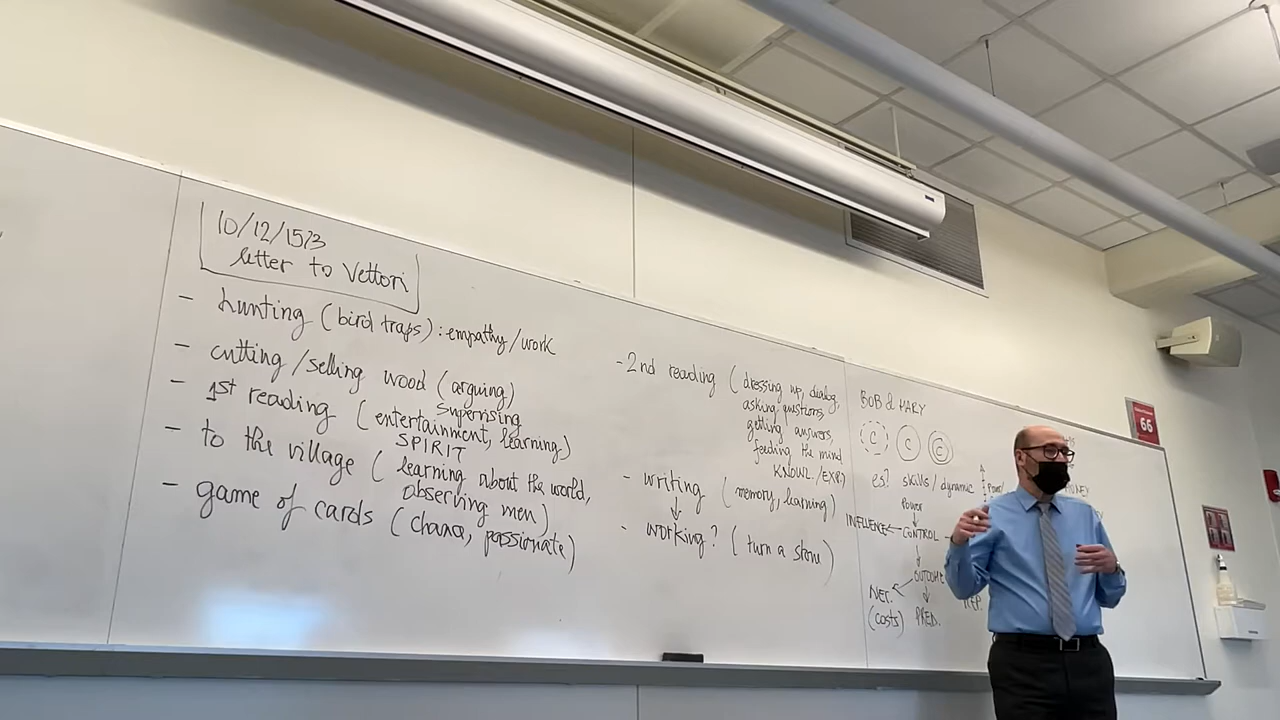 10/12/1513
letter to Vettori
- hunting (bird traps): empathy/work
- cutting/selling wood (arguing)
Supervising
- 1st reading (entertainment, learning)
SPIRIT
- to the village (learning about the world,
observing men)
- game of cards (chance, passionate)
- 2nd reading (dressing up, dialog,
asking questions,
getting answers,
feeding the mind
KNOWL./EXP)
- writing (memory, learning)
- working? (turn a stone)
BOB & MARY
C C C
es? skills/dynamic
Power
INFLUENCE CONTROL
OUTCOME
NEC.
(costs) PRED.
66